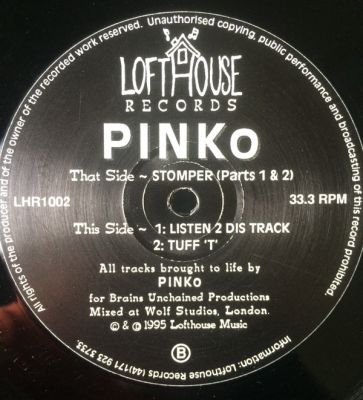 All rights of the producer and of the owner of the recorded work reserved. Unauthorised copying, public performance and broadcasting of this record prohibited.
LOFTHOUSE
RECORDS
PINKo
That Side ~ STOMPER (Parts 1 & 2)
LHR1002
33.3 RPM
This Side ~ 1: LISTEN 2 DIS TRACK
2: TUFF 'T'
All tracks brought to life by
PINKO
for Brains Unchained Productions
Mixed at Wolf Studios, London.
© & ℗ 1995 Lofthouse Music
B
Information: Lofthouse Records (44)171 923 3733.